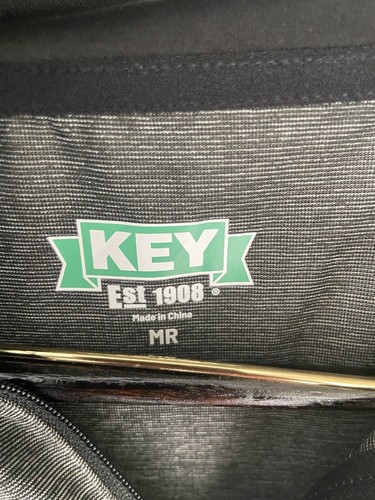 KEY
Est 1908 ®
Made in China
MR